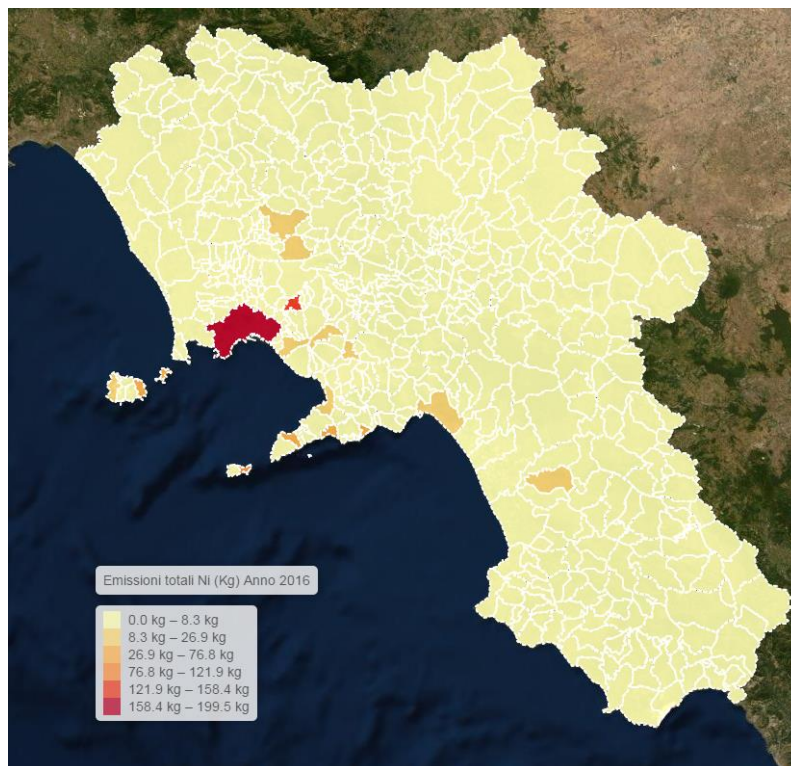 Emissioni totali Ni (Kg) Anno 2016
0.0 kg – 8.3 kg
8.3 kg – 26.9 kg
26.9 kg – 76.8 kg
76.8 kg – 121.9 kg
121.9 kg – 158.4 kg
158.4 kg – 199.5 kg